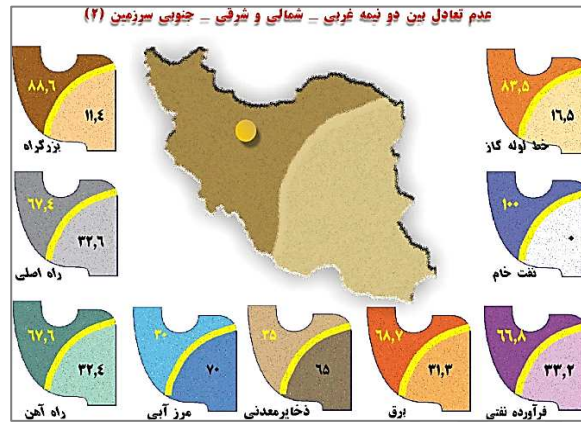 عدم تعادل بین دو نیمه غربی _ شمالی و شرقی _ جنوبی سرزمین (۲)
۸۳,۵
۱۶,۵
خط لوله گاز
۸۸,۶
۱۱,۴
بزرگراه
۱۰۰
۰
نفت خام
۶۷,۴
۳۲,۶
راه اصلی
۶۶,۸
۳۳,۲
فرآورده نفتی
۶۸,۷
۳۱,۳
برق
۳۵
۶۵
ذخایرمعدنی
۳۰
۷۰
مرز آبی
۶۷,۶
۳۲,۴
راه آهن